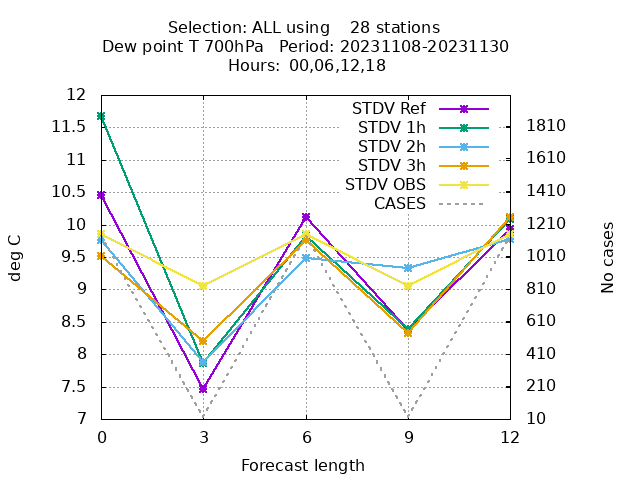 Selection: ALL using    28 stations
Dew point T 700hPa   Period: 20231108-20231130
Hours: 00,06,12,18
12
11.5
11
10.5
10
9.5
9
8.5
8
7.5
7
deg C
STDV Ref
STDV 1h
STDV 2h
STDV 3h
STDV OBS
CASES
1810
1610
1410
1210
1010
810
610
410
210
10
No cases
0 3 6 9 12
Forecast length